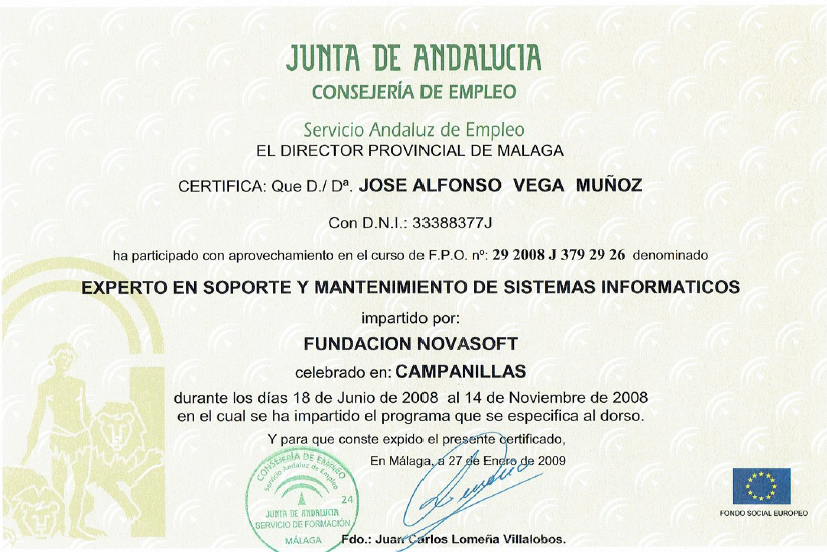 JUNTA DE ANDALUCIA
CONSEJERÍA DE EMPLEO
Servicio Andaluz de Empleo
EL DIRECTOR PROVINCIAL DE MALAGA
CERTIFICA: Que D./ Dª. JOSE ALFONSO VEGA MUÑOZ
Con D.N.I.: 33388377J
ha participado con aprovechamiento en el curso de F.P.O. nº: 29 2008 J 379 29 26 denominado
EXPERTO EN SOPORTE Y MANTENIMIENTO DE SISTEMAS INFORMATICOS
impartido por:
FUNDACION NOVASOFT
celebrado en: CAMPANILLAS
durante los días 18 de Junio de 2008 al 14 de Noviembre de 2008
en el cual se ha impartido el programa que se especifica al dorso.
Y para que conste expido el presente certificado,
En Málaga, a 27 de Enero de 2009
CONSEJERÍA DE EMPLEO
Servicio Andaluz de Empleo
24
JUNTA DE ANDALUCIA
SERVICIO DE FORMACIÓN
MÁLAGA
Fdo.: Juan Carlos Lomeña Villalobos.
FONDO SOCIAL EUROPEO